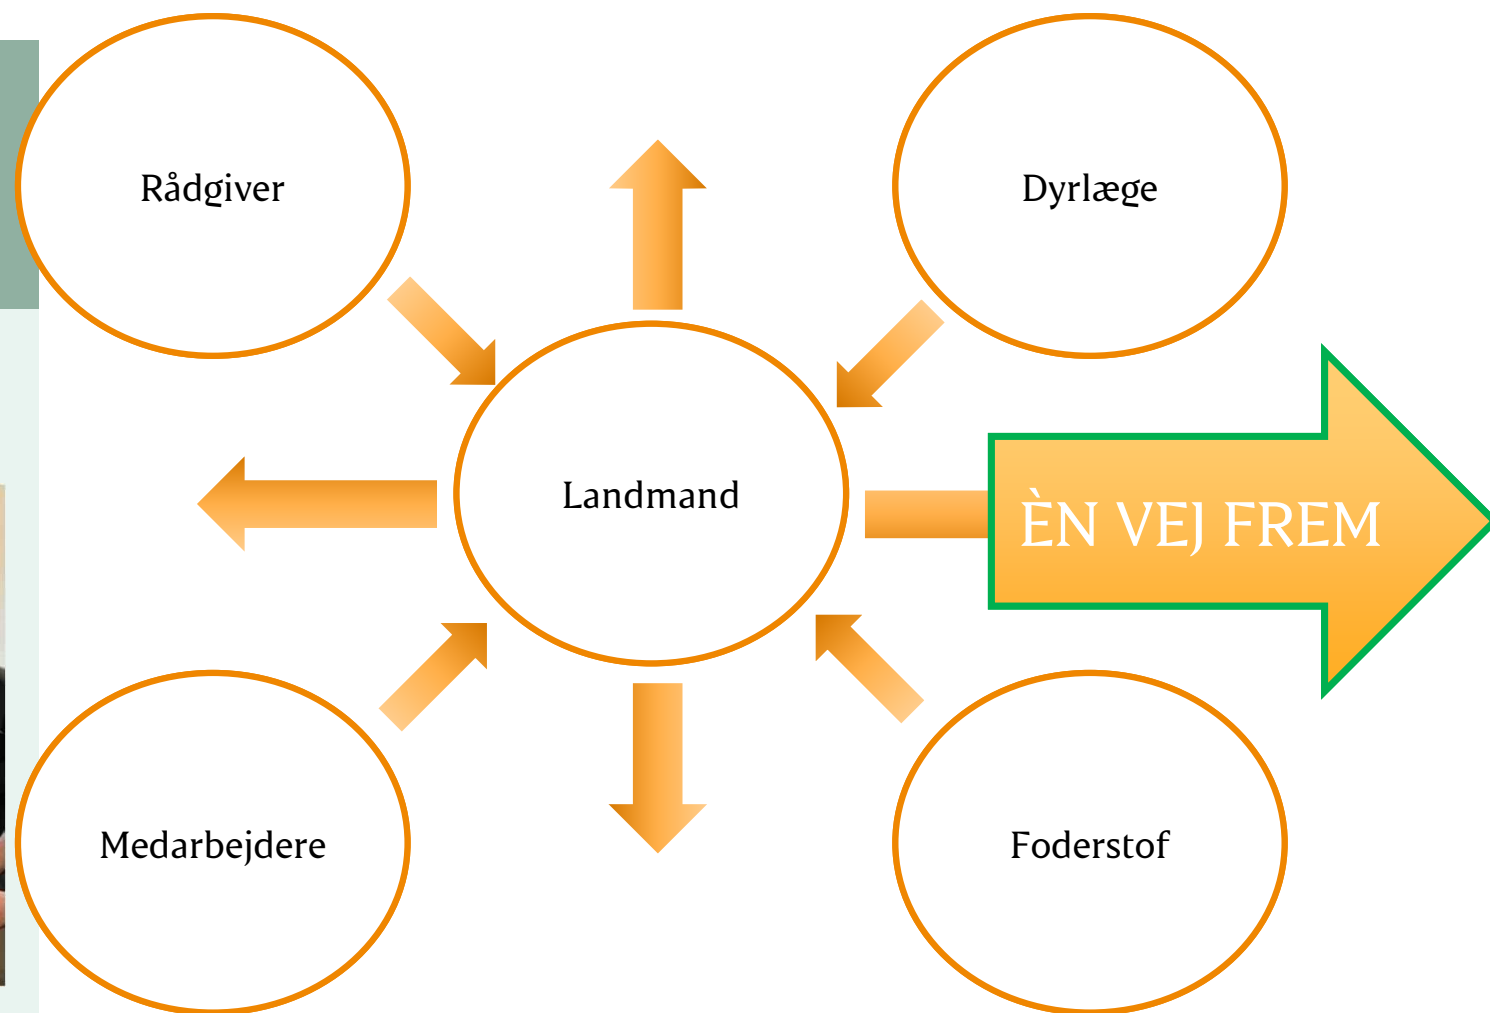 Rådgiver
Dyrlæge
Landmand
ÈN VEJ FREM
Medarbejdere
Foderstof